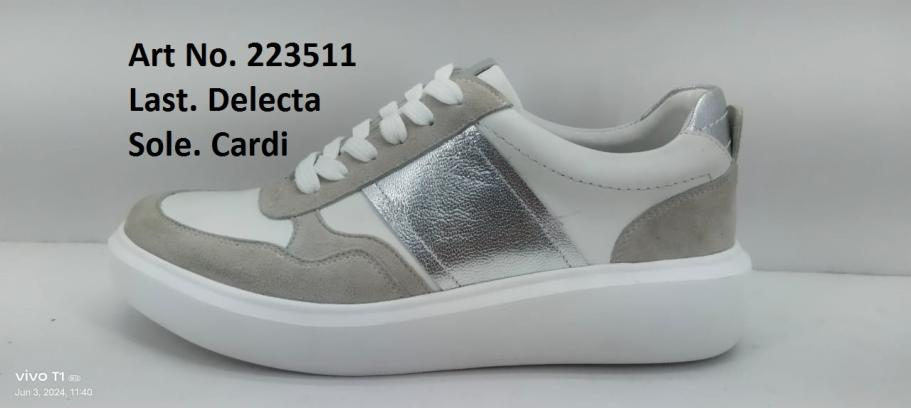 Art No. 223511
Last. Delecta
Sole. Cardi
vivo T1
Jun 3, 2024, 11:40